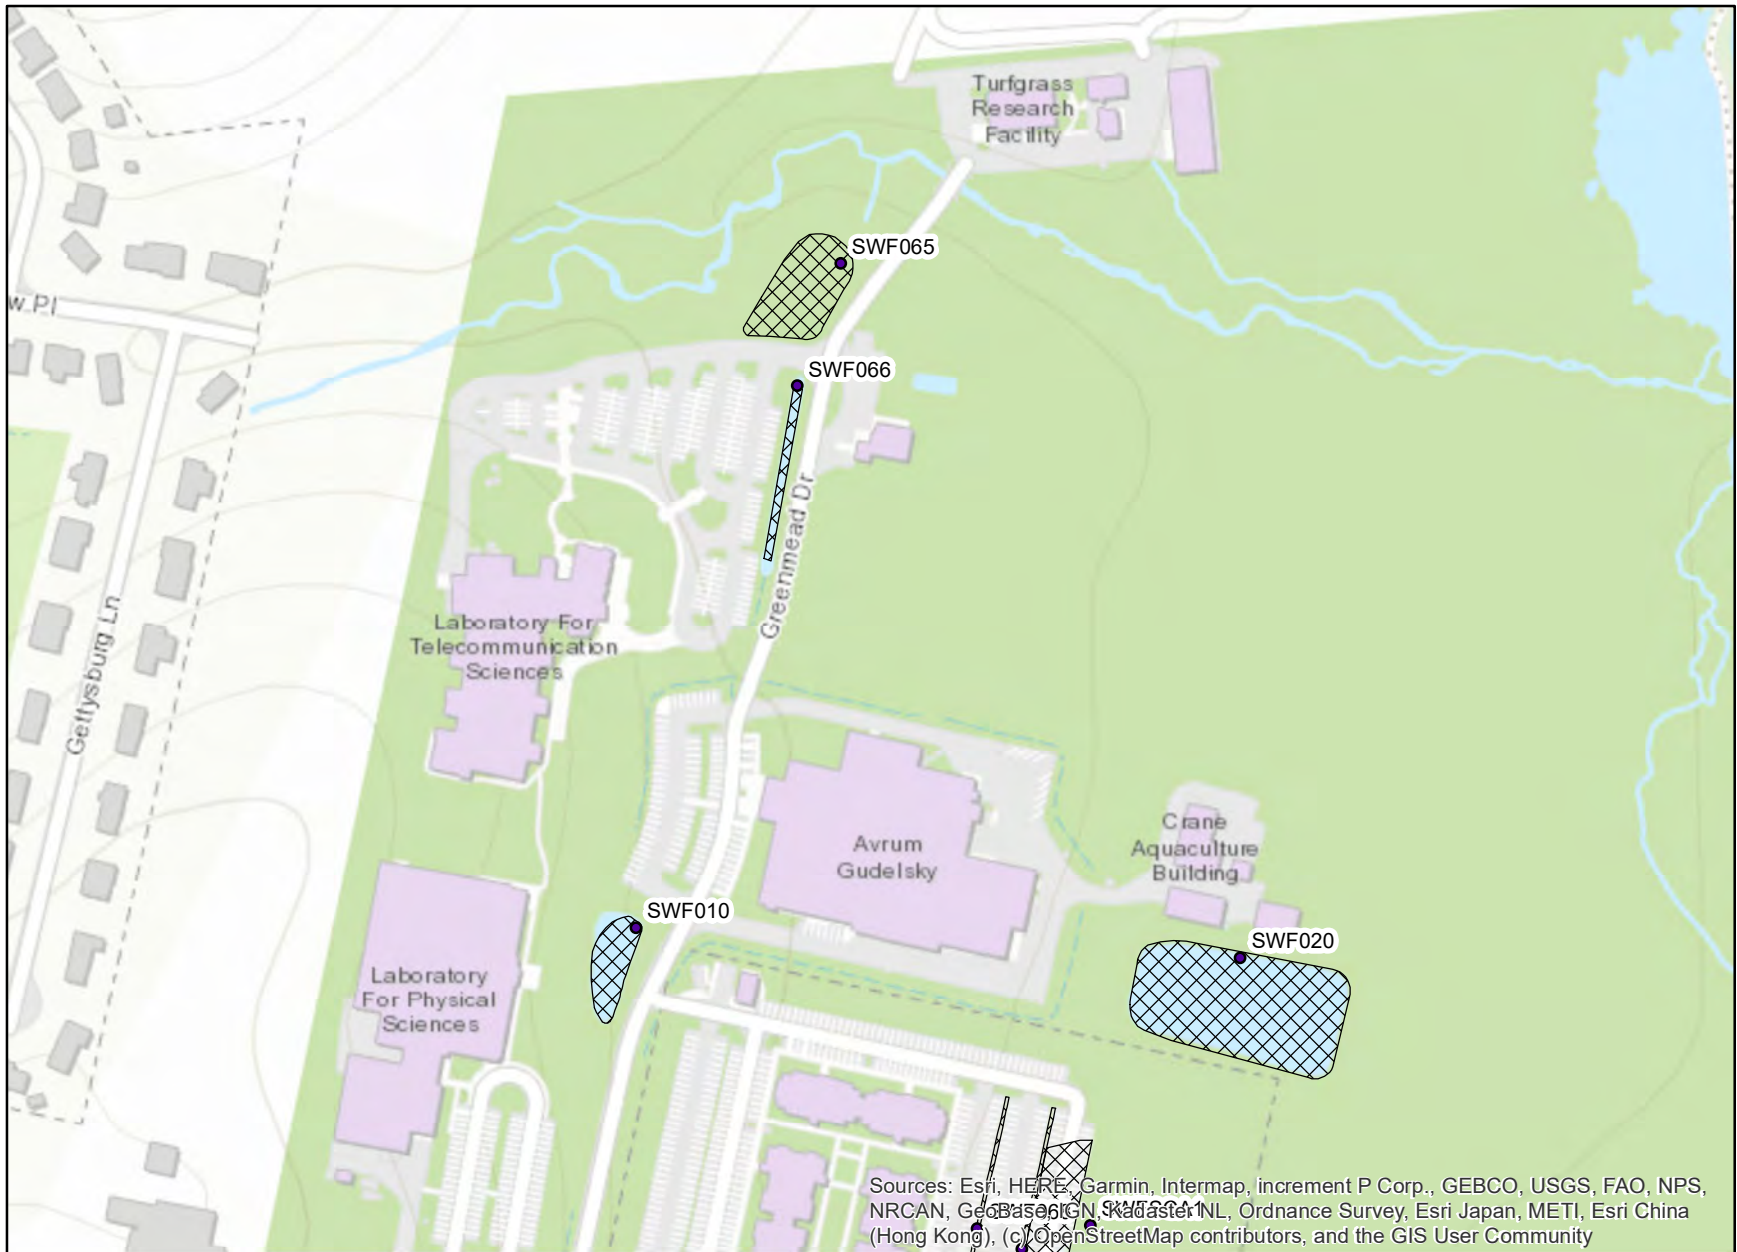 Turfgrass
Research
Facility
SWF065
w Pl
SWF066
Greenmead Dr
Laboratory For
Telecommunication
Sciences
Gettysburg Ln
Avrum
Gudelsky
Crane
Aquaculture
Building
SWF010
SWF020
Laboratory
For Physical
Sciences
Sources: Esri, HERE, Garmin, Intermap, increment P Corp., GEBCO, USGS, FAO, NPS,
NRCAN, GeoBase, IGN, Kadaster NL, Ordnance Survey, Esri Japan, METI, Esri China
(Hong Kong), (c) OpenStreetMap contributors, and the GIS User Community